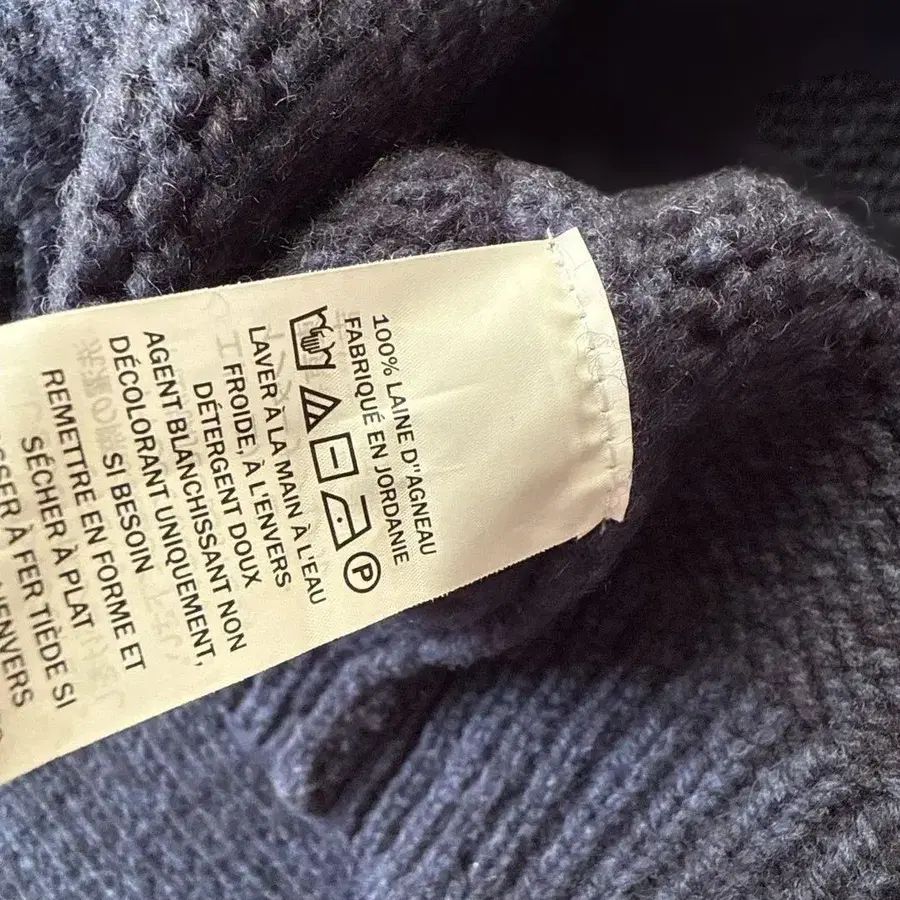 100% LAINE D"AGNEAU
FABRIQUÉ EN JORDANIE
P
LAVER À LA MAIN À L'EAU
FROIDE, À L'ENVERS
DÉTERGENT DOUX
AGENT BLANCHISSANT NON
DÉCOLORANT UNIQUEMENT,
SI BESOIN
REMETTRE EN FORME ET
SÉCHER À PLAT
À FER TIÈDE SI